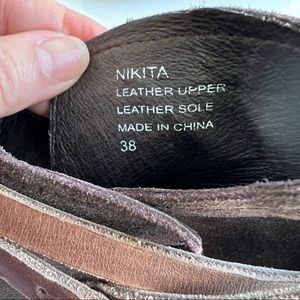 NIKITA
LEATHER UPPER
LEATHER SOLE
MADE IN CHINA
38